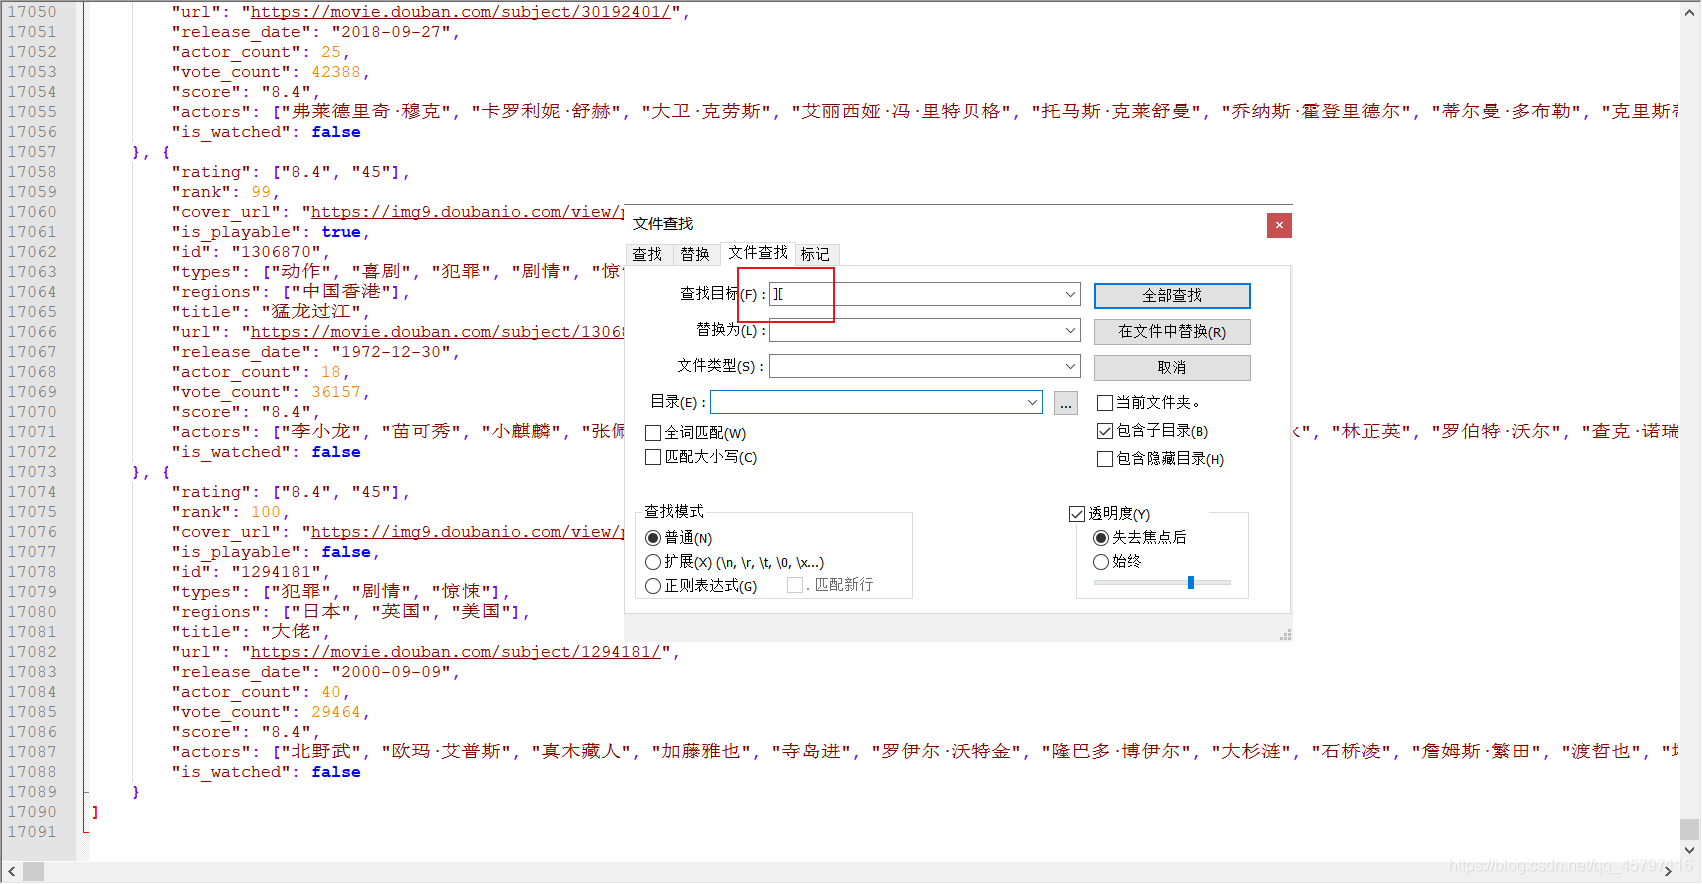 17050 "url": "https://movie.douban.com/subject/30192401/",
17051 "release_date": "2018-09-27",
17052 "actor_count": 25,
17053 "vote_count": 42388,
17054 "score": "8.4",
17055 "actors": ["弗莱德里奇·穆克", "卡罗利妮·舒赫", "大卫·克劳斯", "艾丽西娅·冯·里特贝格", "托马斯·克莱舒曼", "乔纳斯·霍登里德尔", "蒂尔曼·多布勒", "克里斯
17056 "is_watched": false
17057 }, {
17058 "rating": ["8.4", "45"],
17059 "rank": 99,
17060 "cover_url": "https://img9.doubanio.com/view/
17061 "is_playable": true,
17062 "id": "1306870",
17063 "types": ["动作", "喜剧", "犯罪", "剧情", "惊
17064 "regions": ["中国香港"],
17065 "title": "猛龙过江",
17066 "url": "https://movie.douban.com/subject/1306
17067 "release_date": "1972-12-30",
17068 "actor_count": 18,
17069 "vote_count": 36157,
17070 "score": "8.4",
17071 "actors": ["李小龙", "苗可秀", "小麒麟", "张佩 ", "林正英", "罗伯特·沃尔", "查克·诺瑞
17072 "is_watched": false
17073 }, {
17074 "rating": ["8.4", "45"],
17075 "rank": 100,
17076 "cover_url": "https://img9.doubanio.com/view/
17077 "is_playable": false,
17078 "id": "1294181",
17079 "types": ["犯罪", "剧情", "惊悚"],
17080 "regions": ["日本", "英国", "美国"],
17081 "title": "大佬",
17082 "url": "https://movie.douban.com/subject/1294181/",
17083 "release_date": "2000-09-09",
17084 "actor_count": 40,
17085 "vote_count": 29464,
17086 "score": "8.4",
17087 "actors": ["北野武", "欧玛·艾普斯", "真木藏人", "加藤雅也", "寺岛进", "罗伊尔·沃特金", "隆巴多·博伊尔", "大杉涟", "石桥凌", "詹姆斯·繁田", "渡哲也", "
17088 "is_watched": false
17089 }
17090 ]
17091
文件查找
×
查找 替换 文件查找 标记
查找目标(F) : ][
全部查找
替换为(L) :
在文件中替换(R)
文件类型(S) :
取消
目录(E) :
...
当前文件夹。
全词匹配(W)
包含子目录(B)
匹配大小写(C)
包含隐藏目录(H)
查找模式
普通(N)
扩展(X) (\n, \r, \t, \0, \x...)
正则表达式(G)
. 匹配新行
透明度(Y)
失去焦点后
始终
https://blog.csdn.net/qq_45797116